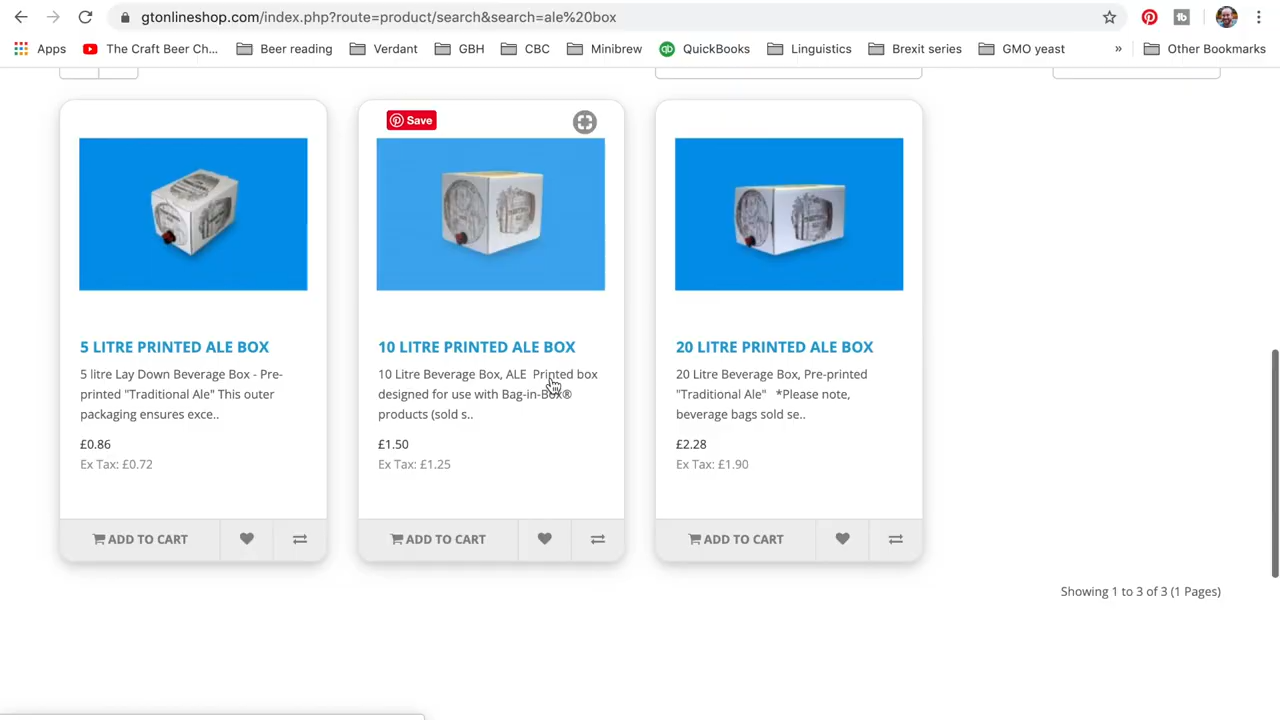 gtonlineshop.com/index.php?route=product/search&search=ale%20box
Apps The Craft Beer Ch... Beer reading Verdant GBH CBC Minibrew QuickBooks Linguistics Brexit series GMO yeast » Other Bookmarks
Save
5 LITRE PRINTED ALE BOX
5 litre Lay Down Beverage Box - Pre-
printed "Traditional Ale" This outer
packaging ensures exce..
£0.86
Ex Tax: £0.72
ADD TO CART
10 LITRE PRINTED ALE BOX
10 Litre Beverage Box, ALE Printed box
designed for use with Bag-in-Box®
products (sold s..
£1.50
Ex Tax: £1.25
ADD TO CART
20 LITRE PRINTED ALE BOX
20 Litre Beverage Box, Pre-printed
"Traditional Ale" *Please note,
beverage bags sold se..
£2.28
Ex Tax: £1.90
ADD TO CART
Showing 1 to 3 of 3 (1 Pages)